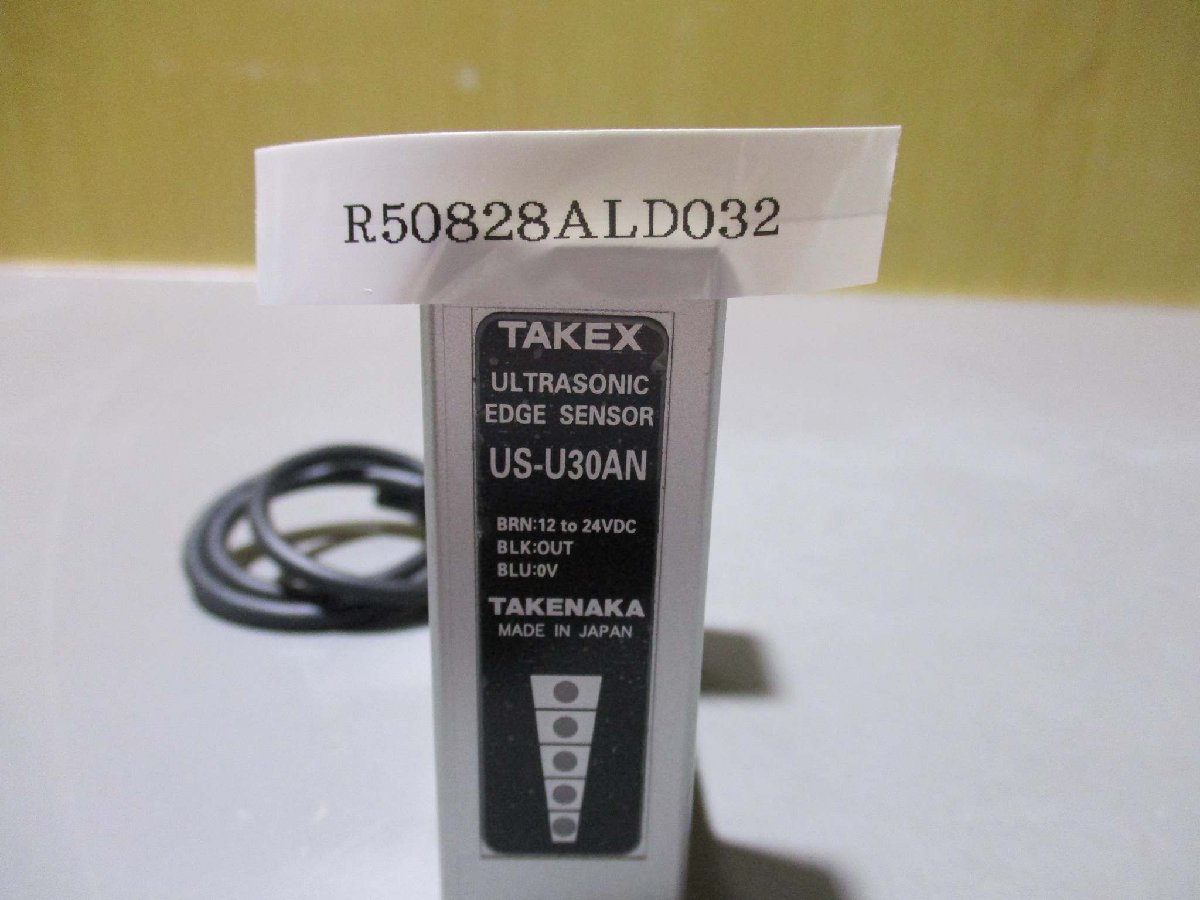 R50828ALD032
TAKEX
ULTRASONIC
EDGE SENSOR
US-U30AN
BRN:12 to 24VDC
BLK:OUT
BLU:0V
TAKENAKA
MADE IN JAPAN